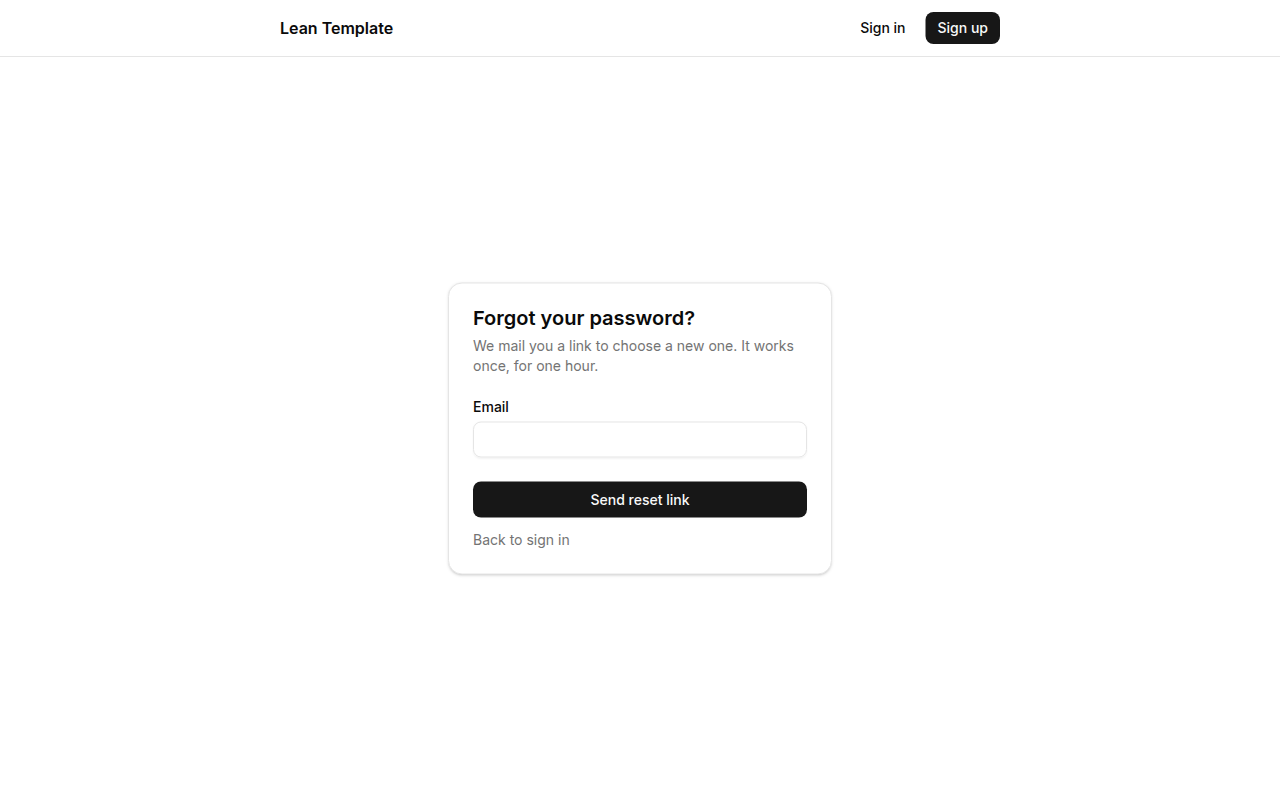 Lean Template
Sign in
Sign up
Forgot your password?
We mail you a link to choose a new one. It works
once, for one hour.
Email
Send reset link
Back to sign in